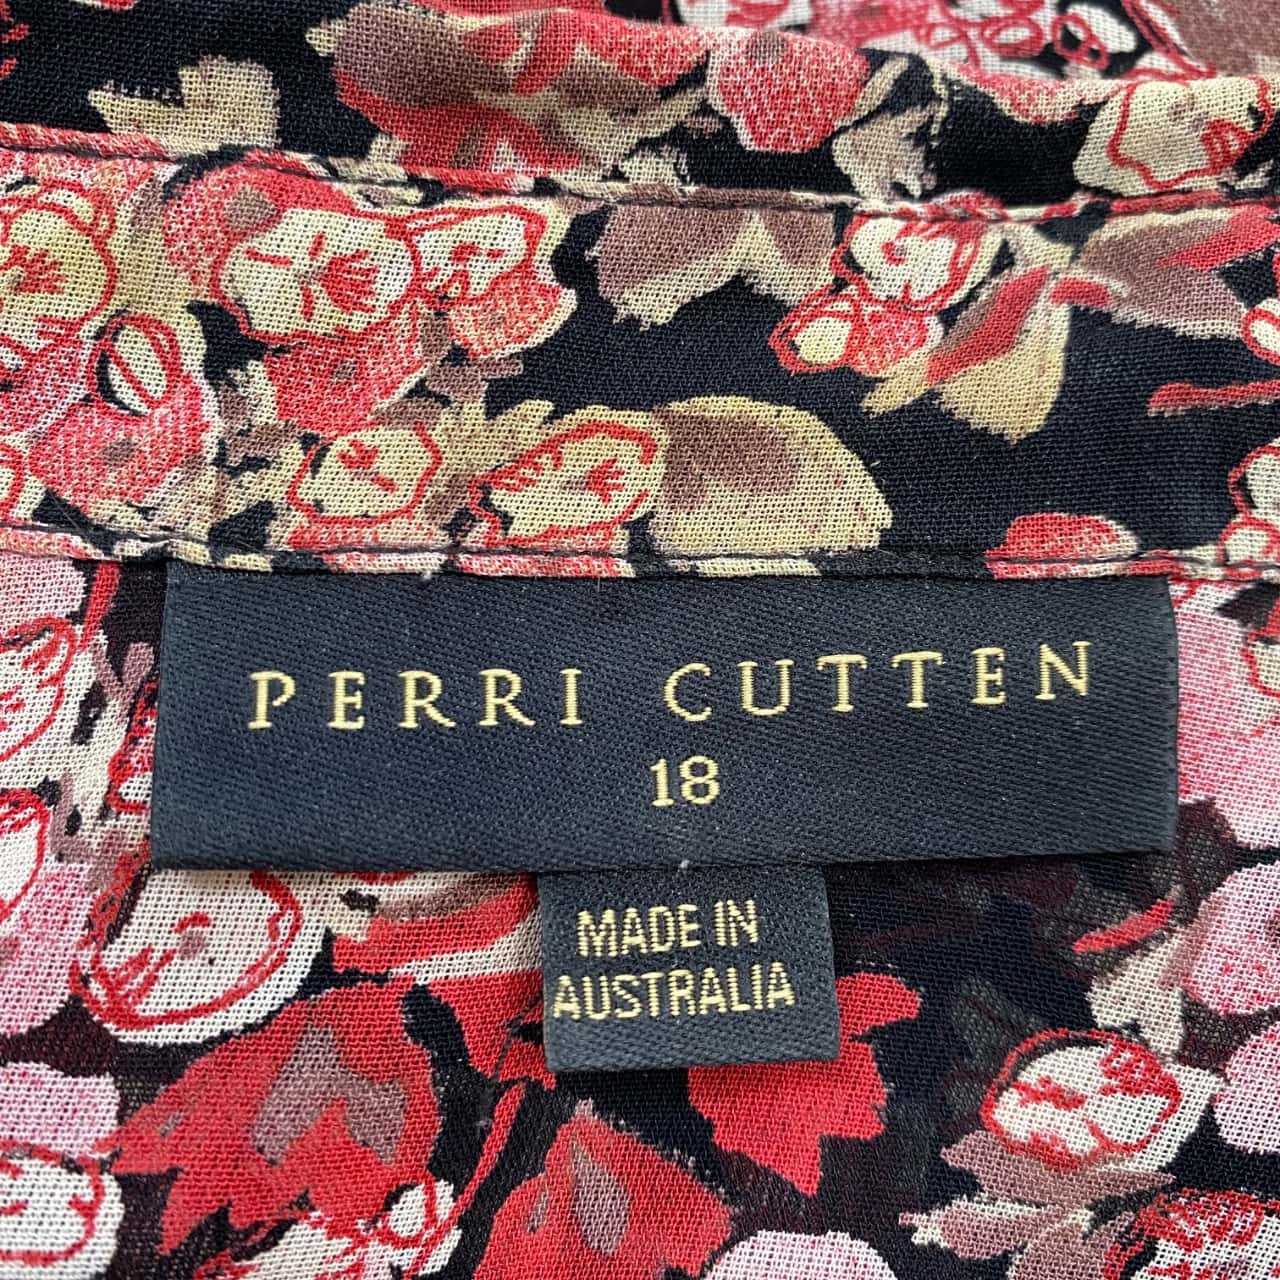 PERRI CUTTEN
18
MADE IN
AUSTRALIA